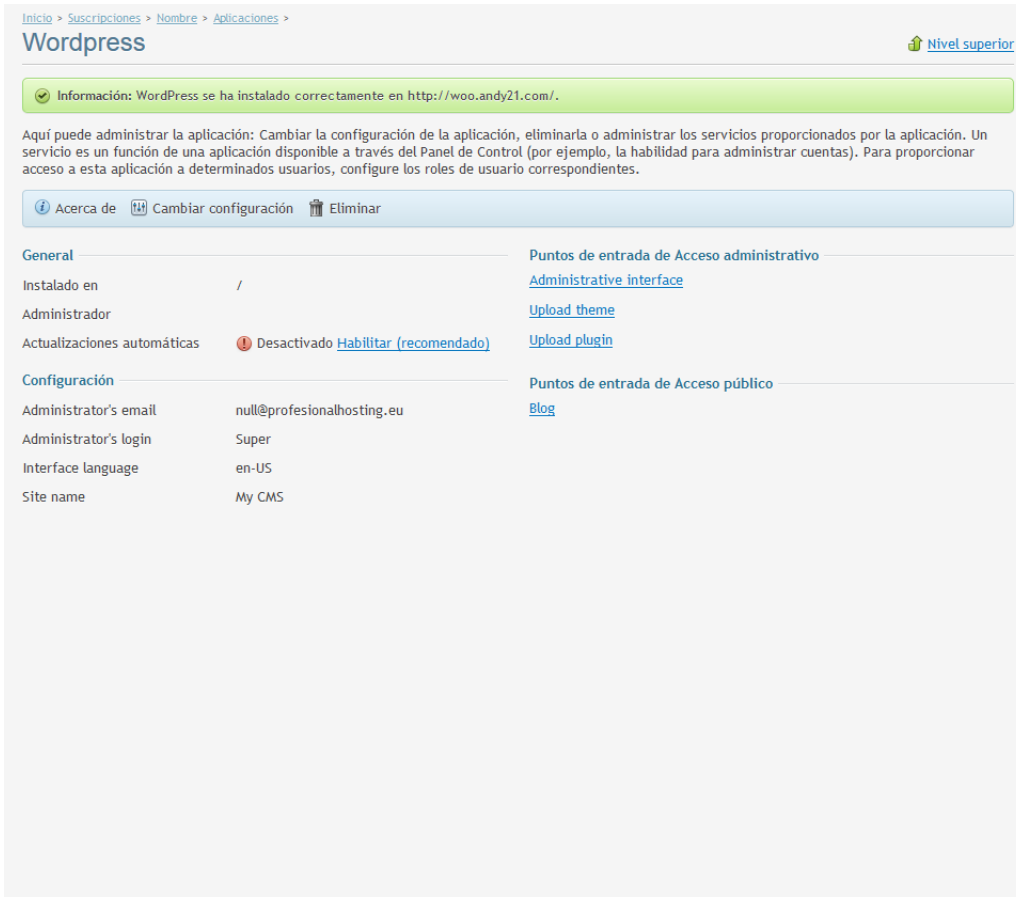 Inicio > Suscripciones > Nombre > Aplicaciones >
Wordpress
Nivel superior
Información: WordPress se ha instalado correctamente en http://woo.andy21.com/.
Aquí puede administrar la aplicación: Cambiar la configuración de la aplicación, eliminarla o administrar los servicios proporcionados por la aplicación. Un
servicio es un función de una aplicación disponible a través del Panel de Control (por ejemplo, la habilidad para administrar cuentas). Para proporcionar
acceso a esta aplicación a determinados usuarios, configure los roles de usuario correspondientes.
Acerca de Cambiar configuración Eliminar
General
Instalado en /
Administrador
Actualizaciones automáticas Desactivado Habilitar (recomendado)
Configuración
Administrator's email null@profesionalhosting.eu
Administrator's login Super
Interface language en-US
Site name My CMS
Puntos de entrada de Acceso administrativo
Administrative interface
Upload theme
Upload plugin
Puntos de entrada de Acceso público
Blog